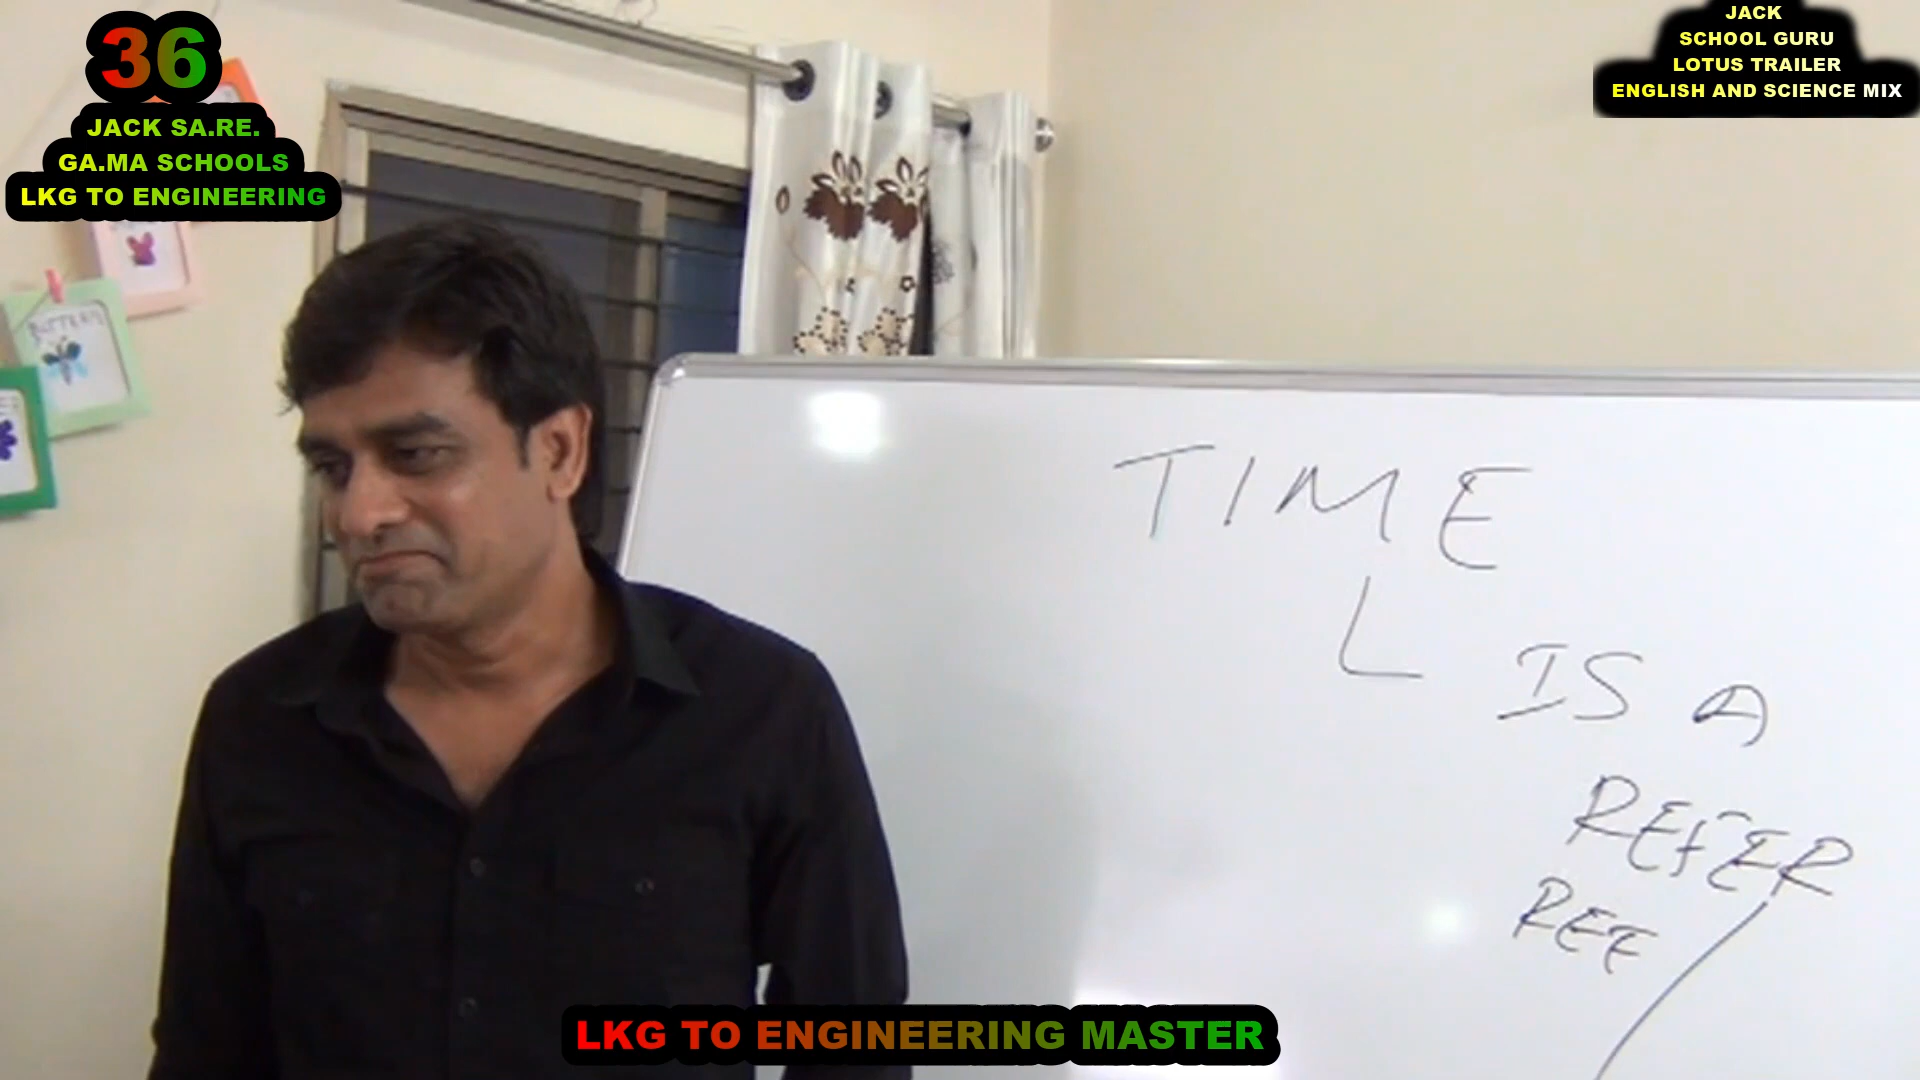 36
JACK SA.RE.
GA.MA SCHOOLS
LKG TO ENGINEERING
JACK
SCHOOL GURU
LOTUS TRAILER
ENGLISH AND SCIENCE MIX
TIME
L
IS A
REFER
REE
LKG TO ENGINEERING MASTER